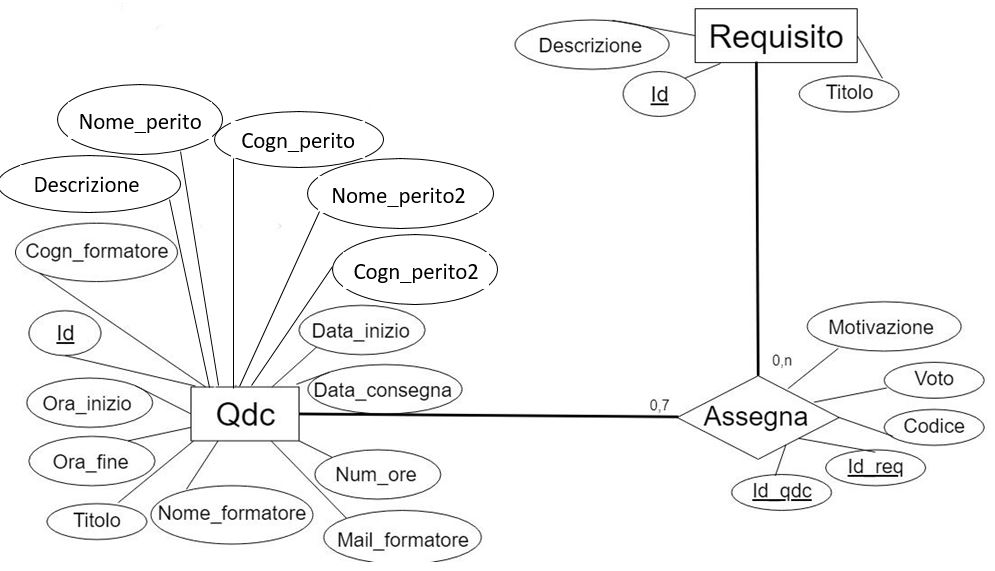 Requisito
Descrizione
Id
Titolo
Nome_perito
Cogn_perito
Descrizione
Nome_perito2
Cogn_formatore
Cogn_perito2
Id
Data_inizio
Motivazione
0,n
Ora_inizio
Data_consegna
Voto
Qdc
0,7
Assegna
Codice
Ora_fine
Num_ore
Id_req
Id_qdc
Titolo
Nome_formatore
Mail_formatore